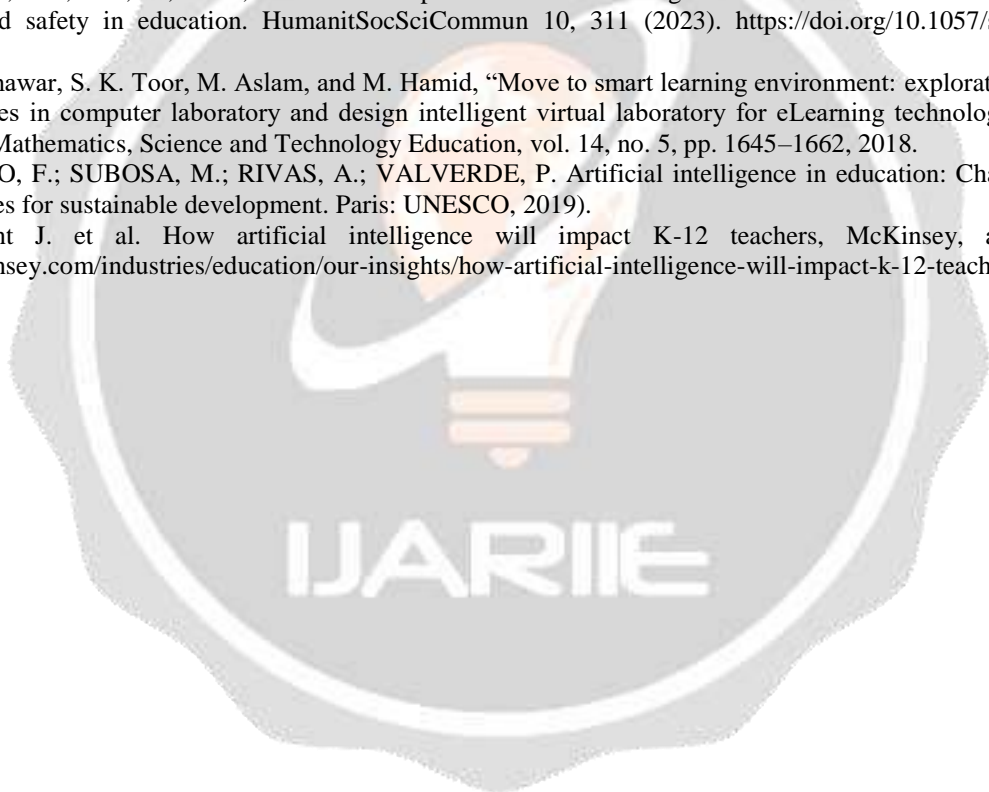 d safety in education. HumanitSocSciCommun 10, 311 (2023). https://doi.org/10.1057/s
nawar, S. K. Toor, M. Aslam, and M. Hamid, “Move to smart learning environment: explorat
es in computer laboratory and design intelligent virtual laboratory for eLearning technolog
Mathematics, Science and Technology Education, vol. 14, no. 5, pp. 1645–1662, 2018.
O, F.; SUBOSA, M.; RIVAS, A.; VALVERDE, P. Artificial intelligence in education: Cha
es for sustainable development. Paris: UNESCO, 2019).
nt J. et al. How artificial intelligence will impact K-12 teachers, McKinsey, a
nsey.com/industries/education/our-insights/how-artificial-intelligence-will-impact-k-12-teach
IJARIIE